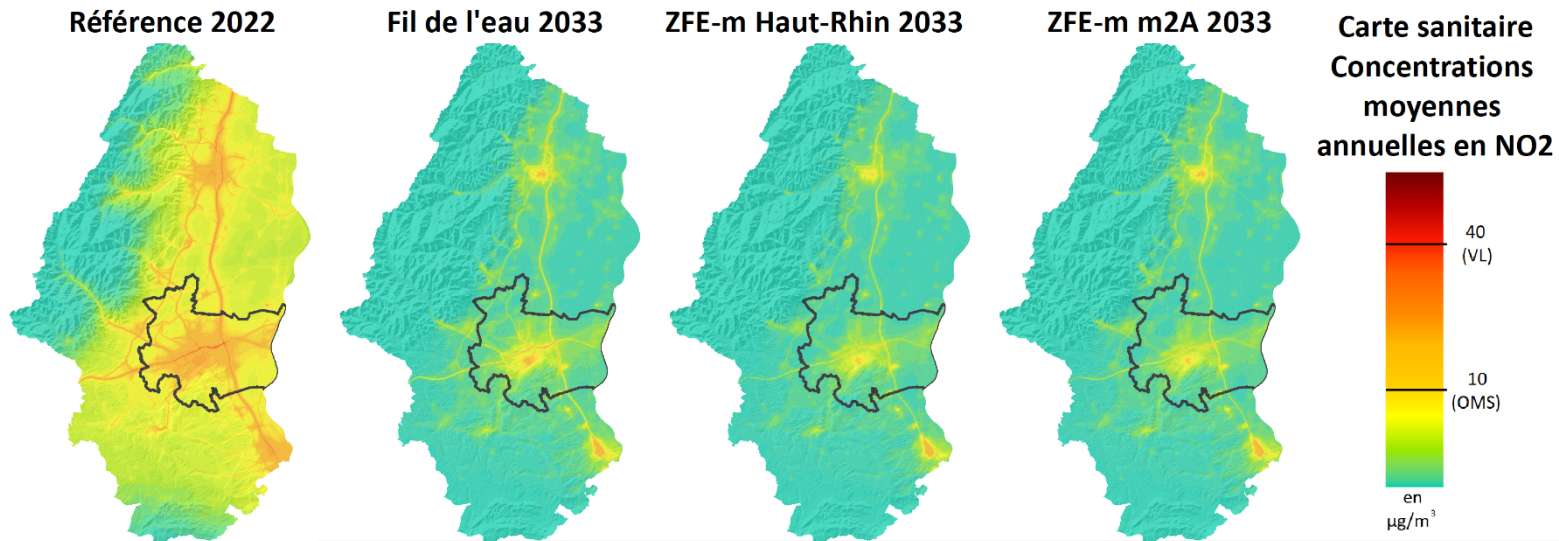 Référence 2022
Fil de l'eau 2033
ZFE-m Haut-Rhin 2033
ZFE-m m2A 2033
Carte sanitaire
Concentrations
moyennes
annuelles en NO2
40
(VL)
10
(OMS)
en
µg/m³